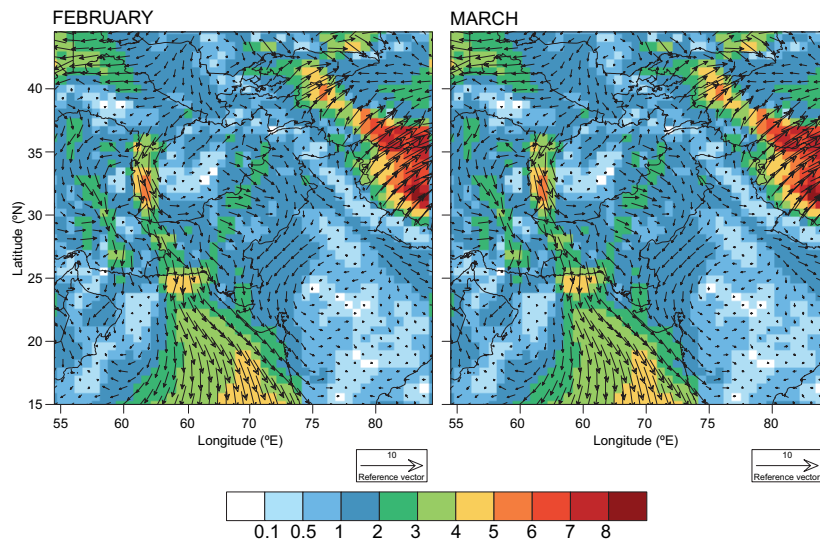 FEBRUARY MARCH
40
35
30
25
20
15
Latitude (ºN)
55 60 60 70 75 80 55 60 60 70 75 80
Longitude (ºE) Longitude (ºE)
10 10
Reference vector Reference vector
0.1 0.5 1 2 3 4 5 6 7 8